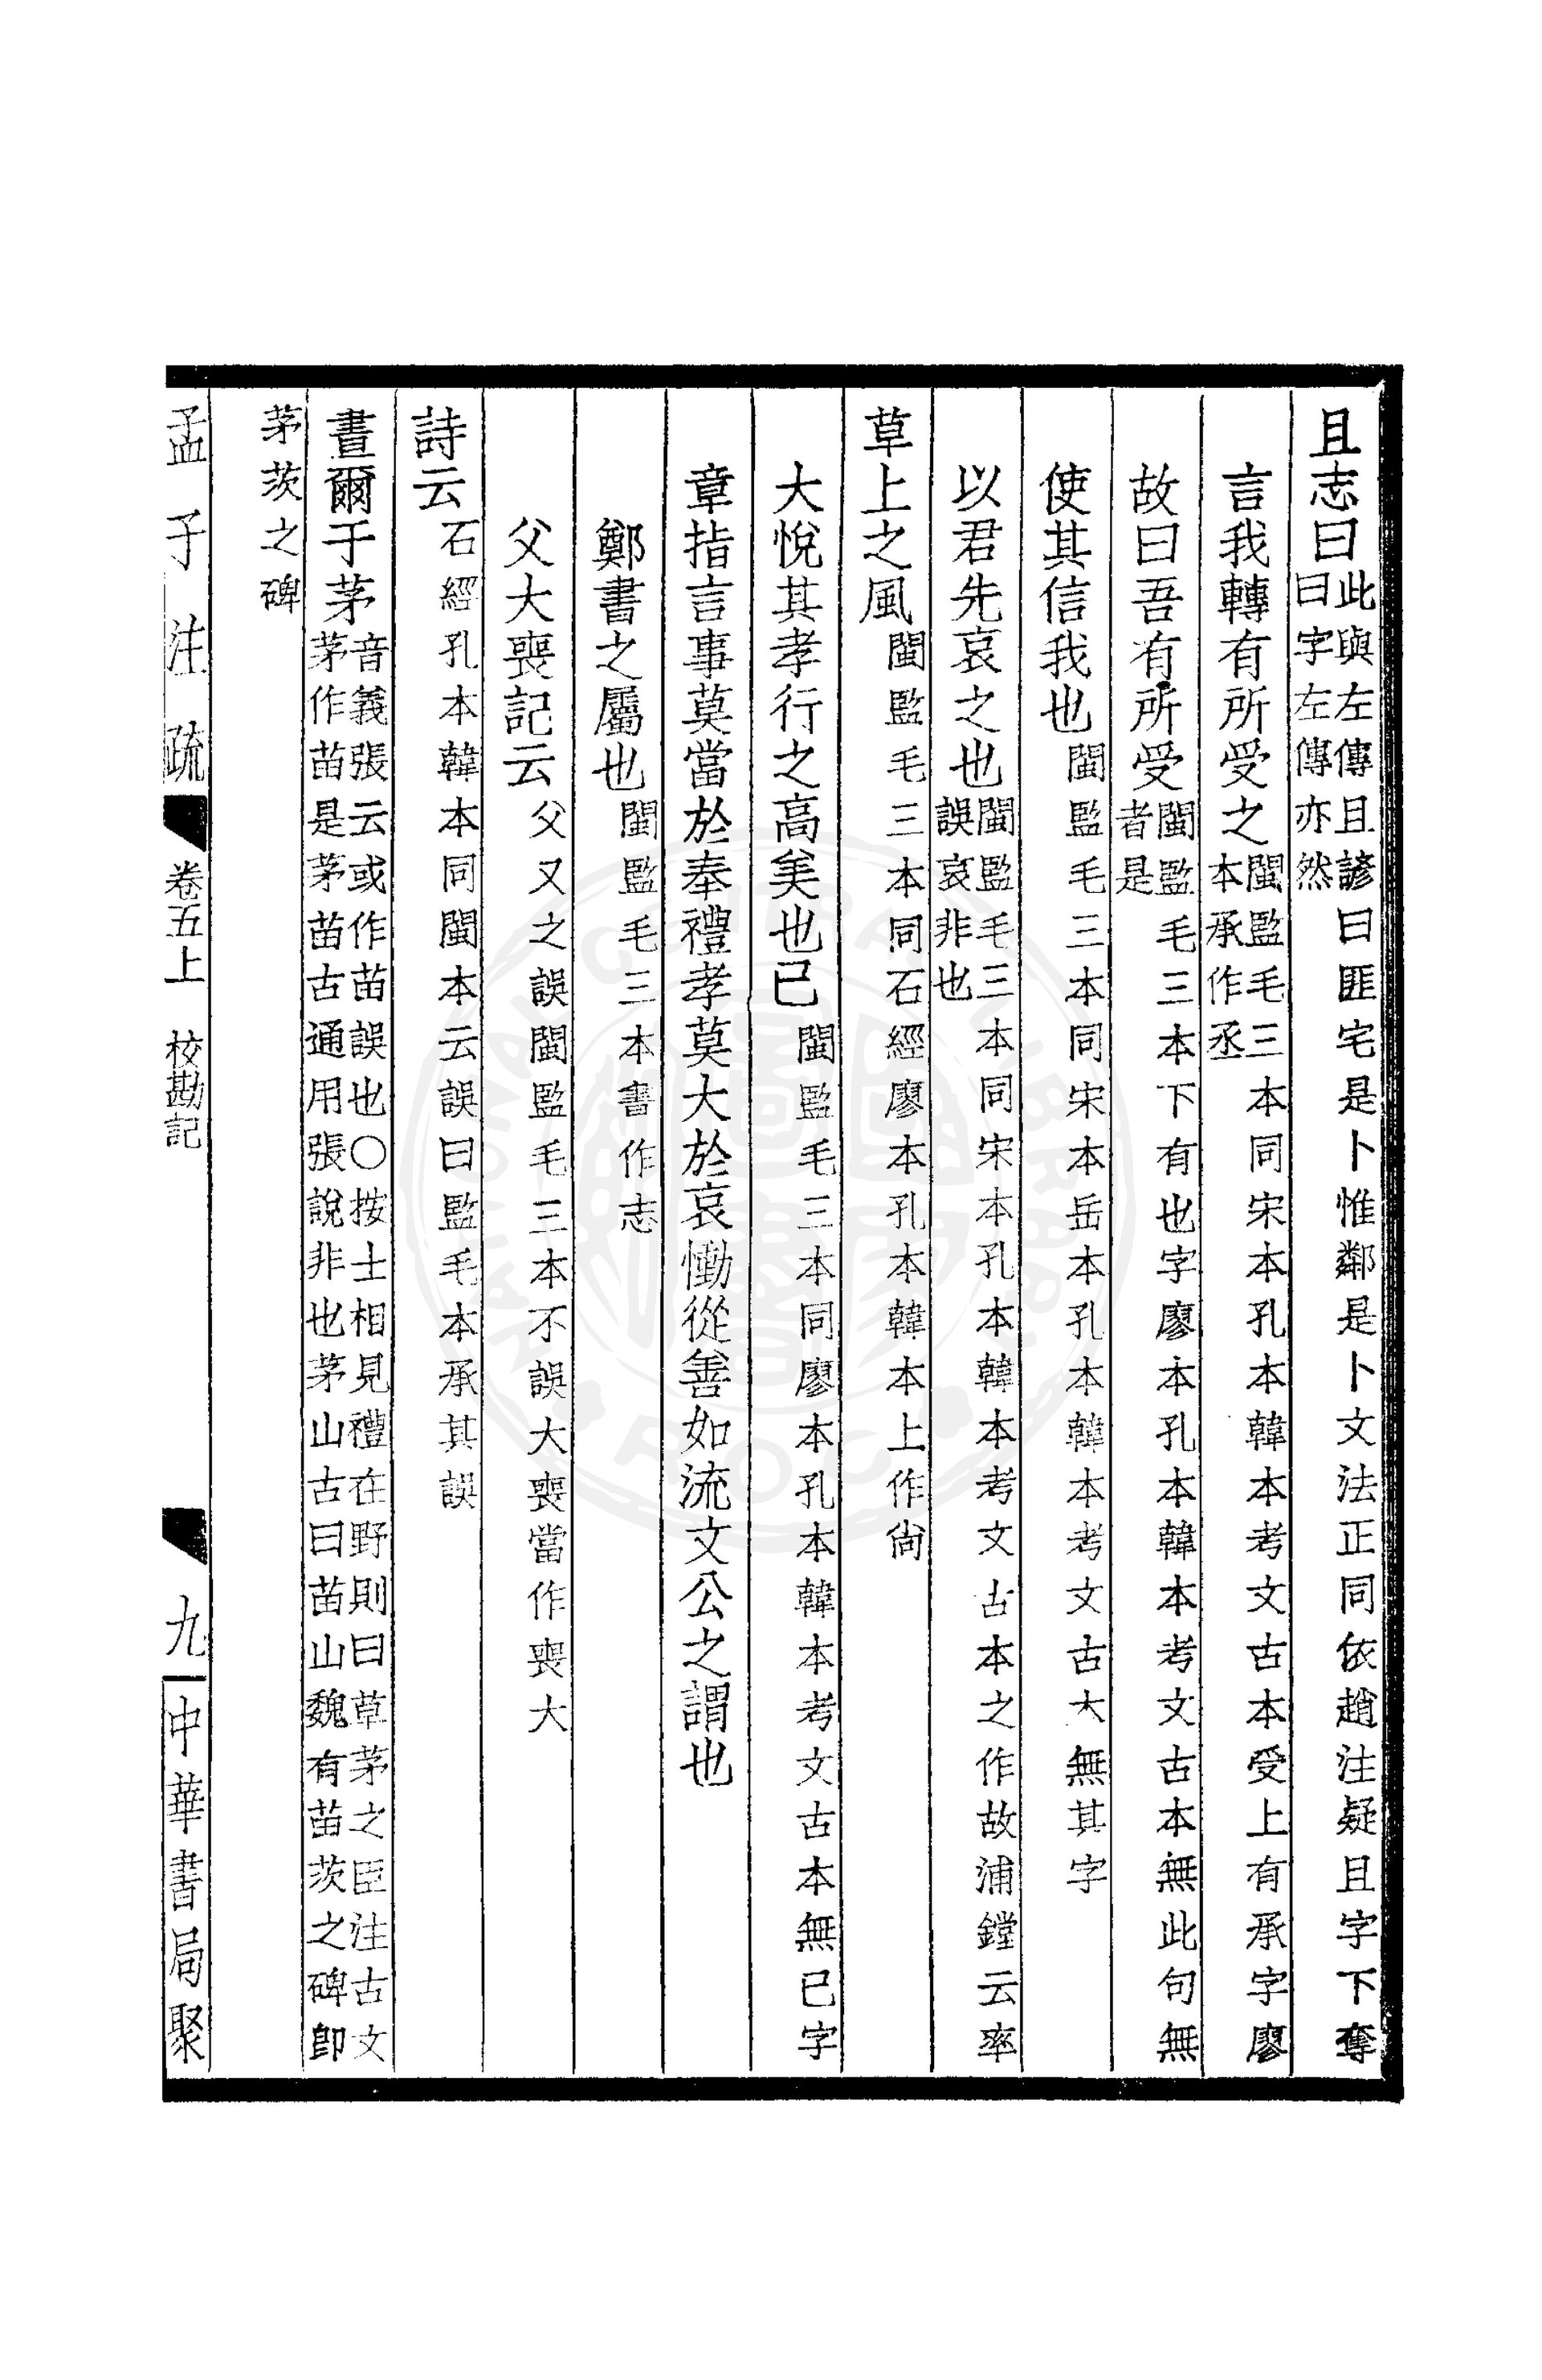 且志曰此與左傳且諺曰匪宅是卜惟鄰是卜文法正同依趙注疑且字下奪曰字左傳亦然
言我轉有所受之閩監毛三本同宋本孔本韓本考文古本受上有承字廖本承作丞
故曰吾有所受閩監毛三本下有也字廖本孔本韓本考文古本無此句無者是
使其信我也閩監毛三本同宋本岳本孔本韓本考文古大無其字
以君先哀之也閩監毛三本同宋本孔本韓本考文古本之作故浦鏜云率誤哀非也
草上之風閩監毛三本同石經廖本孔本韓本上作尙
大悅其孝行之高美也已閩監毛三本同廖本孔本韓本考文古本無已字
章指言事莫當於奉禮孝莫大於哀慟從善如流文公之謂也
鄭書之屬也閩監毛三本書作志
父大喪記云父又之誤閩監毛三本不誤大喪當作喪大
詩云石經孔本韓本同閩本云誤曰監毛本承其誤
晝爾于茅音義張云或作苗誤也○按士相見禮在野則曰草茅之臣注古文茅作苗是茅苗古通用張說非也茅山古曰苗山魏有苗茨之碑卽
茅茨之碑
孟子注疏 卷五上 校勘記 九 中華書局聚